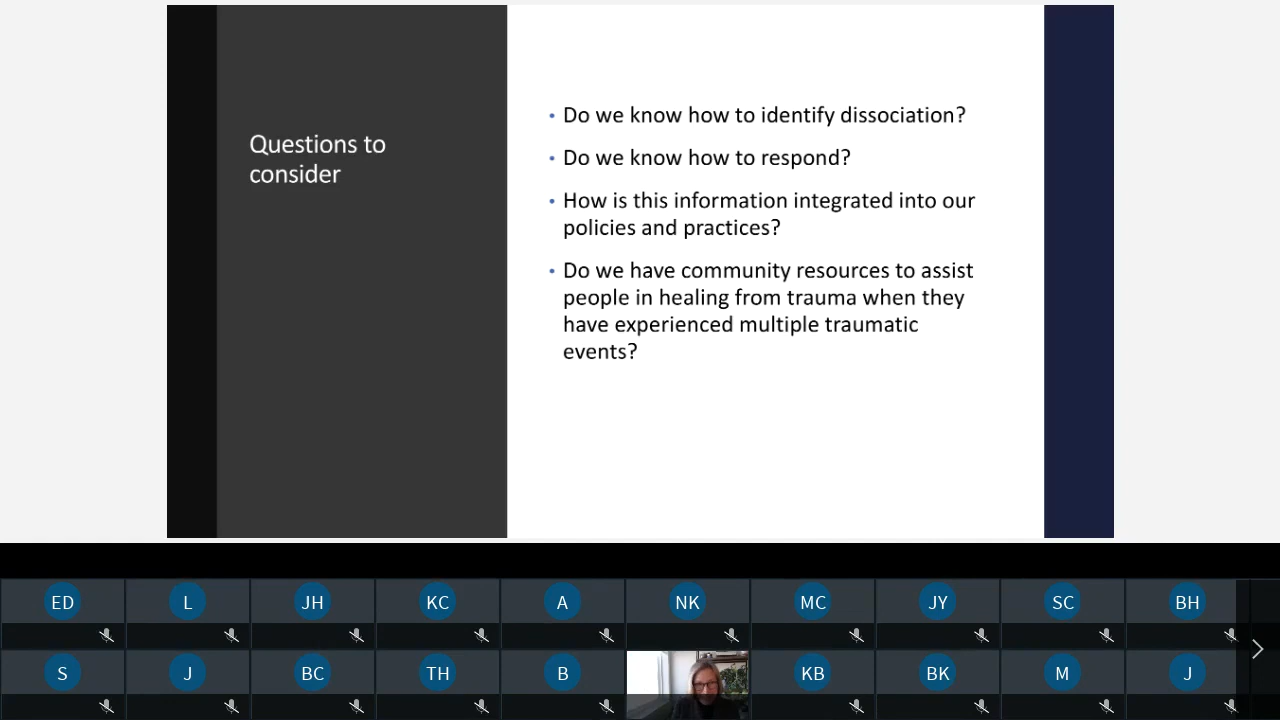 Questions to
consider
• Do we know how to identify dissociation?
• Do we know how to respond?
• How is this information integrated into our
policies and practices?
• Do we have community resources to assist
people in healing from trauma when they
have experienced multiple traumatic
events?
ED L JH KC A NK MC JY SC BH
S J BC TH B KB BK M J